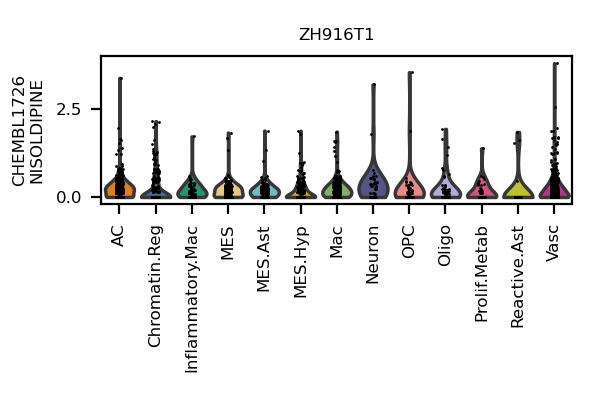 ZH916T1
CHEMBL1726
NISOLDIPINE
2.5
0.0
AC
Chromatin.Reg
Inflammatory.Mac
MES
MES.Ast
MES.Hyp
Mac
Neuron
OPC
Oligo
Prolif.Metab
Reactive.Ast
Vasc